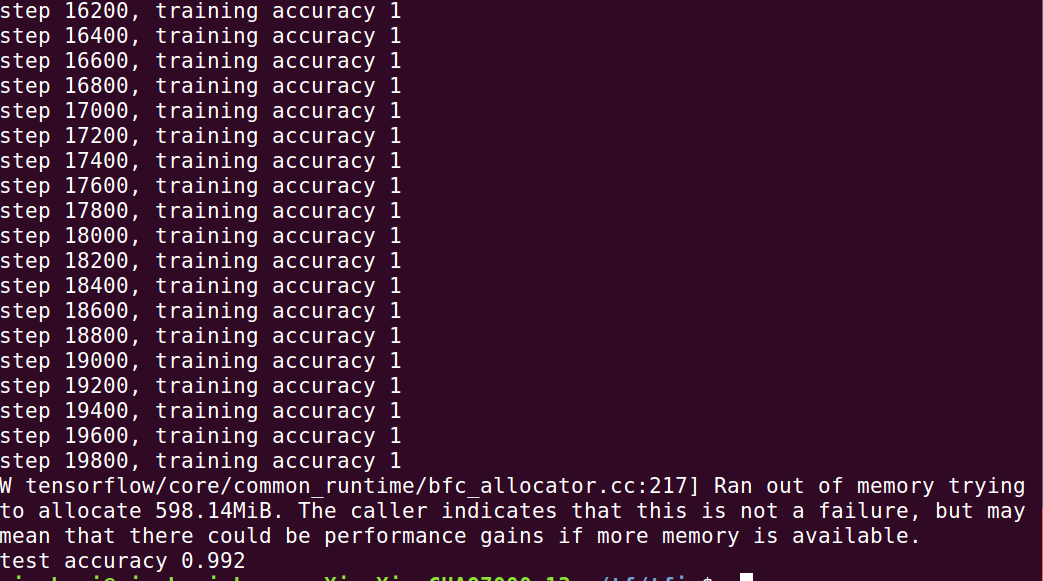 step 16200, training accuracy 1
step 16400, training accuracy 1
step 16600, training accuracy 1
step 16800, training accuracy 1
step 17000, training accuracy 1
step 17200, training accuracy 1
step 17400, training accuracy 1
step 17600, training accuracy 1
step 17800, training accuracy 1
step 18000, training accuracy 1
step 18200, training accuracy 1
step 18400, training accuracy 1
step 18600, training accuracy 1
step 18800, training accuracy 1
step 19000, training accuracy 1
step 19200, training accuracy 1
step 19400, training accuracy 1
step 19600, training accuracy 1
step 19800, training accuracy 1
W tensorflow/core/common_runtime/bfc_allocator.cc:217] Ran out of memory trying
to allocate 598.14MiB. The caller indicates that this is not a failure, but may
mean that there could be performance gains if more memory is available.
test accuracy 0.992